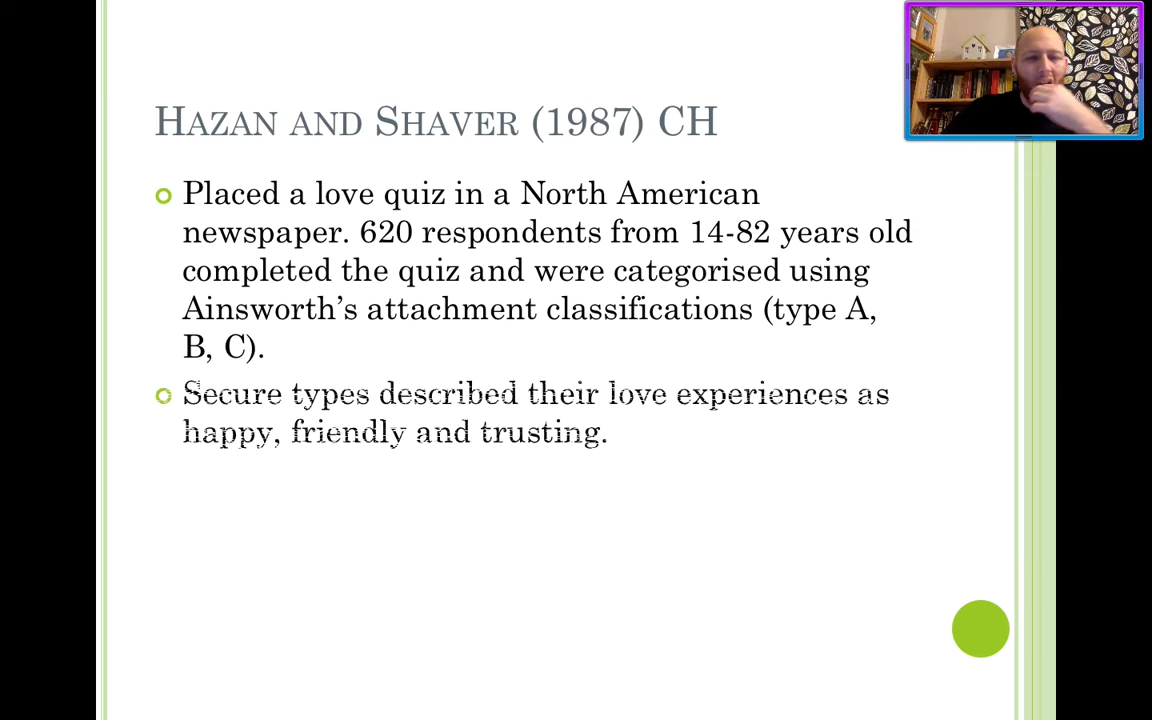 HAZAN AND SHAVER (1987) CH
Placed a love quiz in a North American
newspaper. 620 respondents from 14-82 years old
completed the quiz and were categorised using
Ainsworth’s attachment classifications (type A,
B, C).
Secure types described their love experiences as
happy, friendly and trusting.